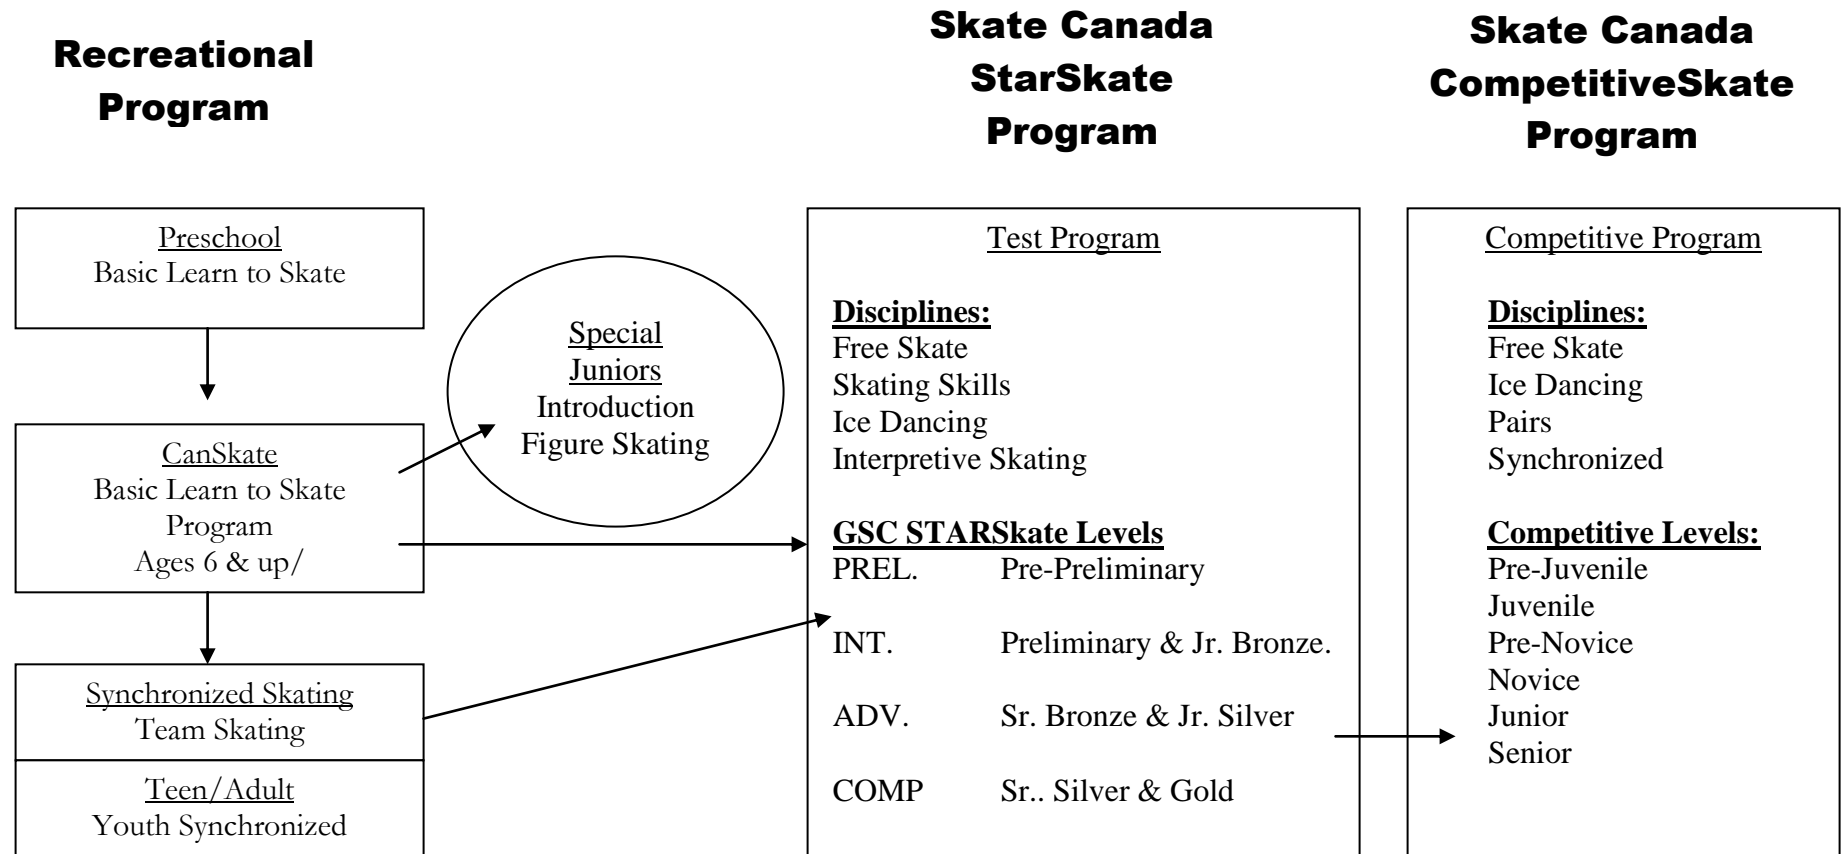 Recreational
Program
Skate Canada
StarSkate
Program
Skate Canada
CompetitiveSkate
Program
Preschool
Basic Learn to Skate
CanSkate
Basic Learn to Skate
Program
Ages 6 & up/
Synchronized Skating
Team Skating
Teen/Adult
Youth Synchronized
Special
Juniors
Introduction
Figure Skating
Test Program
Disciplines:
Free Skate
Skating Skills
Ice Dancing
Interpretive Skating
GSC STARSkate Levels
PREL. Pre-Preliminary
INT. Preliminary & Jr. Bronze.
ADV. Sr. Bronze & Jr. Silver
COMP Sr.. Silver & Gold
Competitive Program
Disciplines:
Free Skate
Ice Dancing
Pairs
Synchronized
Competitive Levels:
Pre-Juvenile
Juvenile
Pre-Novice
Novice
Junior
Senior